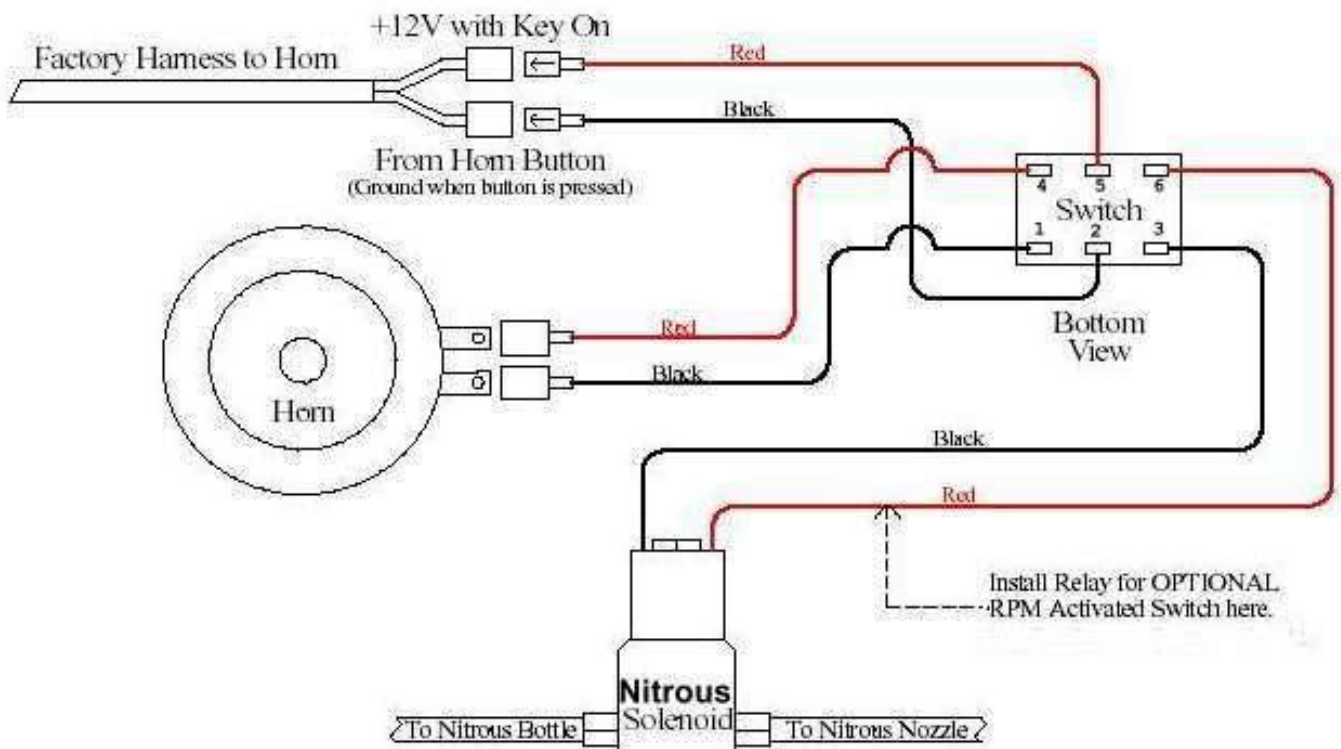 +12V with Key On
Factory Harness to Horn
Red
Black
From Horn Button
(Ground when button is pressed)
4 5 6
Switch
1 2 3
Bottom
View
Red
Black
Horn
Black
Red
Install Relay for OPTIONAL
RPM Activated Switch here.
Nitrous
Solenoid
To Nitrous Bottle
To Nitrous Nozzle